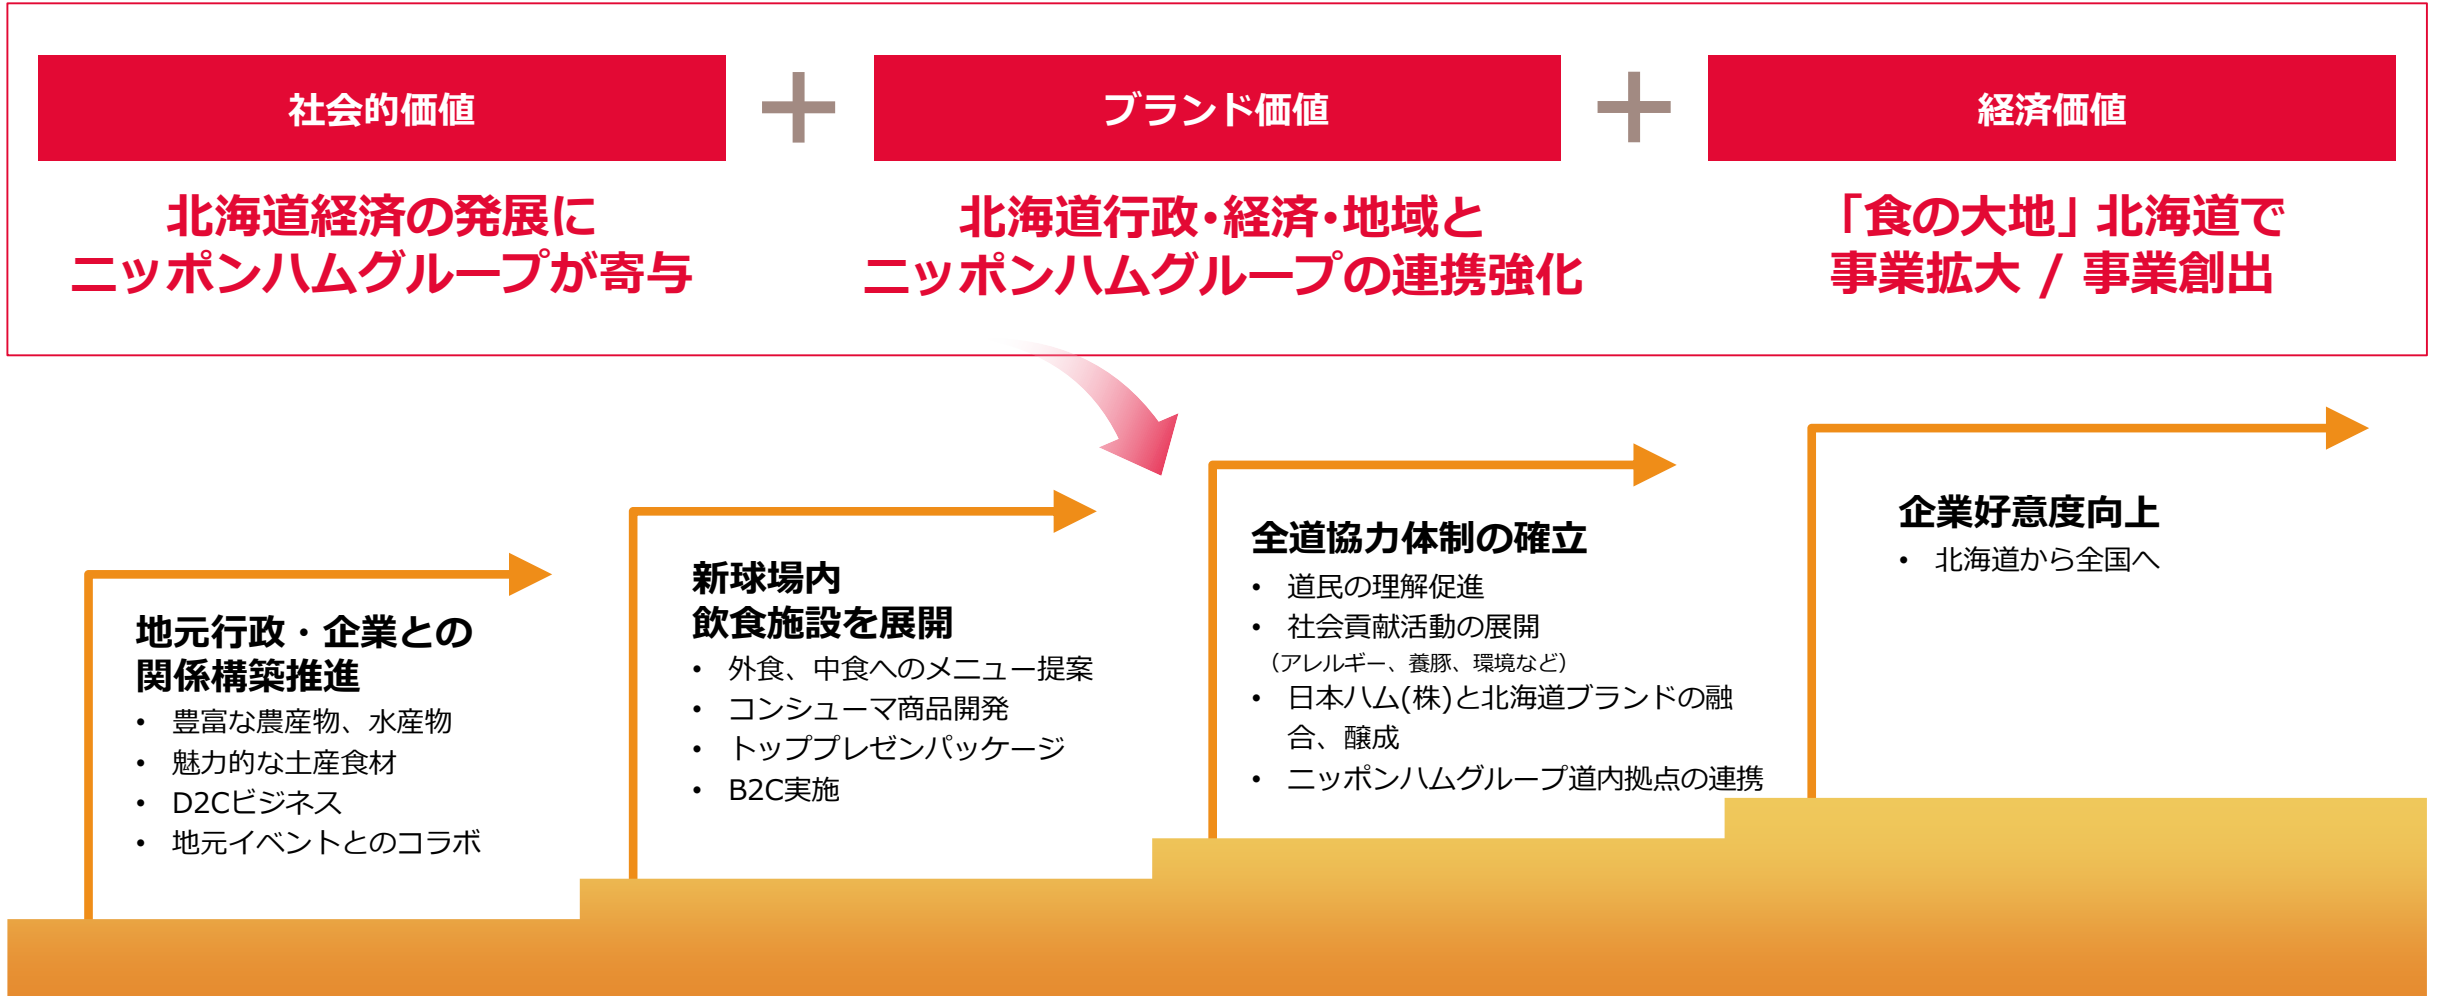 社会的価値
＋
ブランド価値
＋
経済価値
北海道経済の発展に
ニッポンハムグループが寄与
北海道行政・経済・地域と
ニッポンハムグループの連携強化
「食の大地」北海道で
事業拡大 / 事業創出
地元行政・企業との
関係構築推進
• 豊富な農産物、水産物
• 魅力的な土産食材
• D2Cビジネス
• 地元イベントとのコラボ
新球場内
飲食施設を展開
• 外食、中食へのメニュー提案
• コンシューマ商品開発
• トッププレゼンパッケージ
• B2C実施
全道協力体制の確立
• 道民の理解促進
• 社会貢献活動の展開
（アレルギー、養豚、環境など）
• 日本ハム(株)と北海道ブランドの融
合、醸成
• ニッポンハムグループ道内拠点の連携
企業好意度向上
• 北海道から全国へ